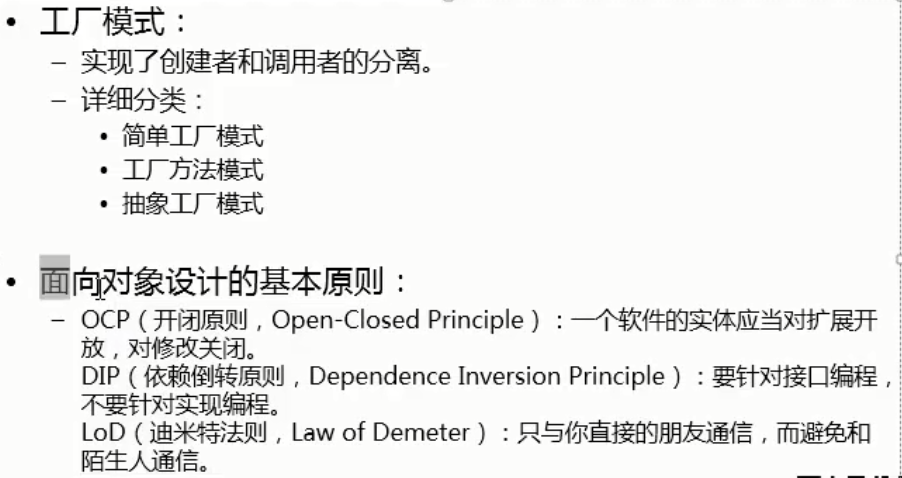 • 工厂模式：
– 实现了创建者和调用者的分离。
– 详细分类：
• 简单工厂模式
• 工厂方法模式
• 抽象工厂模式
• 面向对象设计的基本原则：
– OCP（开闭原则，Open-Closed Principle）：一个软件的实体应当对扩展开
放，对修改关闭。
DIP（依赖倒转原则，Dependence Inversion Principle）：要针对接口编程，
不要针对实现编程。
LoD（迪米特法则，Law of Demeter）：只与你直接的朋友通信，而避免和
陌生人通信。